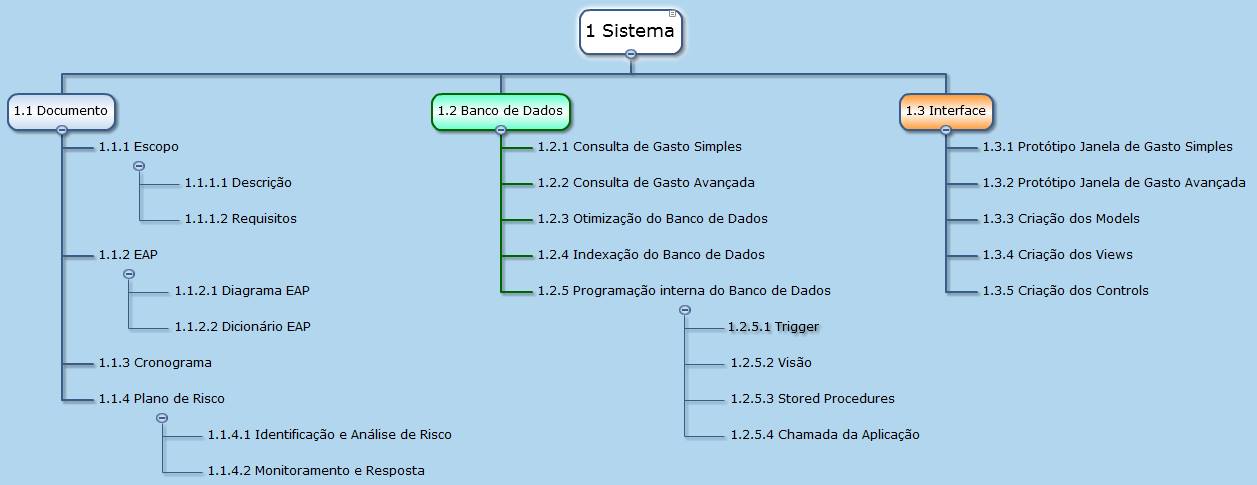 1 Sistema
1.1 Documento
1.1.1 Escopo
1.1.1.1 Descrição
1.1.1.2 Requisitos
1.1.2 EAP
1.1.2.1 Diagrama EAP
1.1.2.2 Dicionário EAP
1.1.3 Cronograma
1.1.4 Plano de Risco
1.1.4.1 Identificação e Análise de Risco
1.1.4.2 Monitoramento e Resposta
1.2 Banco de Dados
1.2.1 Consulta de Gasto Simples
1.2.2 Consulta de Gasto Avançada
1.2.3 Otimização do Banco de Dados
1.2.4 Indexação do Banco de Dados
1.2.5 Programação interna do Banco de Dados
1.2.5.1 Trigger
1.2.5.2 Visão
1.2.5.3 Stored Procedures
1.2.5.4 Chamada da Aplicação
1.3 Interface
1.3.1 Protótipo Janela de Gasto Simples
1.3.2 Protótipo Janela de Gasto Avançada
1.3.3 Criação dos Models
1.3.4 Criação dos Views
1.3.5 Criação dos Controls